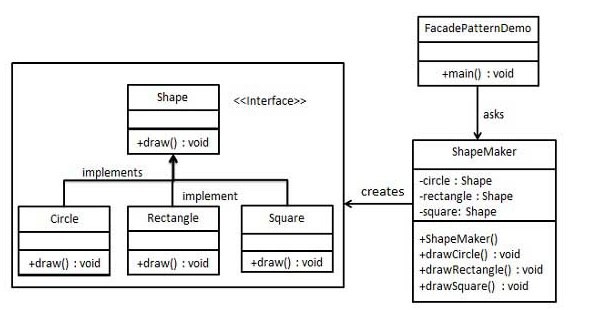 FacadePatternDemo
+main() : void
asks
Shape
<<Interface>>
+draw() : void
implements
implement
Circle
+draw() : void
Rectangle
+draw() : void
Square
+draw() : void
creates
ShapeMaker
-circle : Shape
-rectangle : Shape
-square: Shape
+ShapeMaker()
+drawCircle() : void
+drawRectangle() : void
+drawSquare() : void